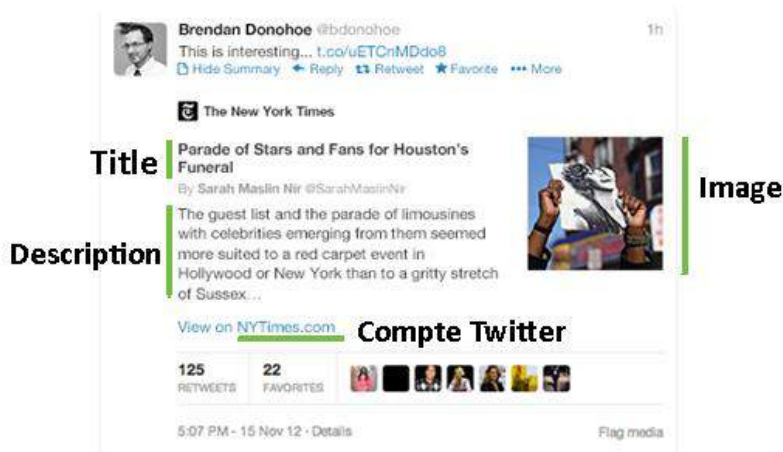 Brendan Donohoe @bdonohoe 1h
This is interesting... t.co/uETCnMDdo8
Hide Summary Reply Retweet Favorite More
The New York Times
Title
Parade of Stars and Fans for Houston's
Funeral
By Sarah Maslin Nir @SarahMaslinNir
Image
Description
The guest list and the parade of limousines
with celebrities emerging from them seemed
more suited to a red carpet event in
Hollywood or New York than to a gritty stretch
of Sussex...
View on NYTimes.com
Compte Twitter
125 22
RETWEETS FAVORITES
5:07 PM - 15 Nov 12 · Details Flag media